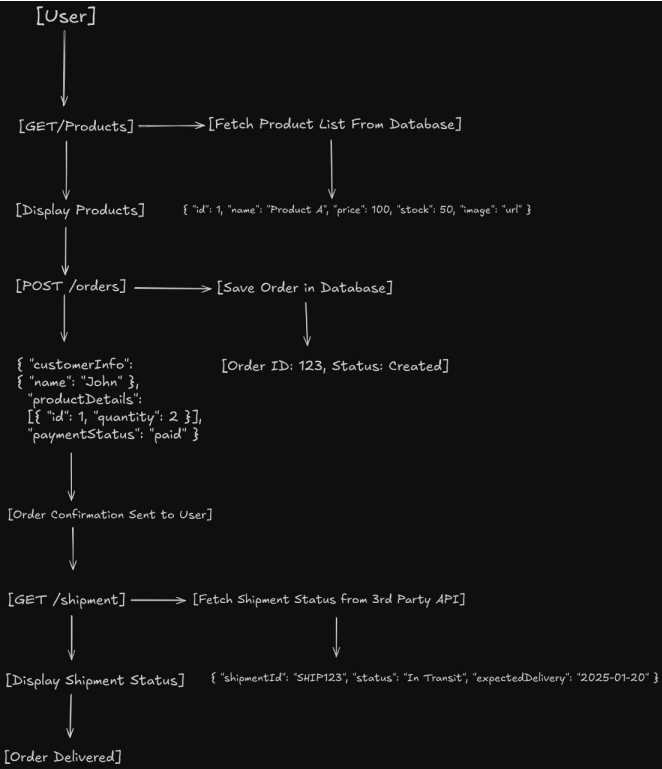 [User]
[GET/Products]
[Fetch Product List From Database]
[Display Products]
{ "id": 1, "name": "Product A", "price": 100, "stock": 50, "image": "url" }
[POST /orders]
[Save Order in Database]
{ "customerInfo":
{ "name": "John" },
"productDetails":
[{ "id": 1, "quantity": 2 }],
"paymentStatus": "paid" }
[Order ID: 123, Status: Created]
[Order Confirmation Sent to User]
[GET /shipment]
[Fetch Shipment Status from 3rd Party API]
[Display Shipment Status]
{ "shipmentId": "SHIP123", "status": "In Transit", "expectedDelivery": "2025-01-20" }
[Order Delivered]